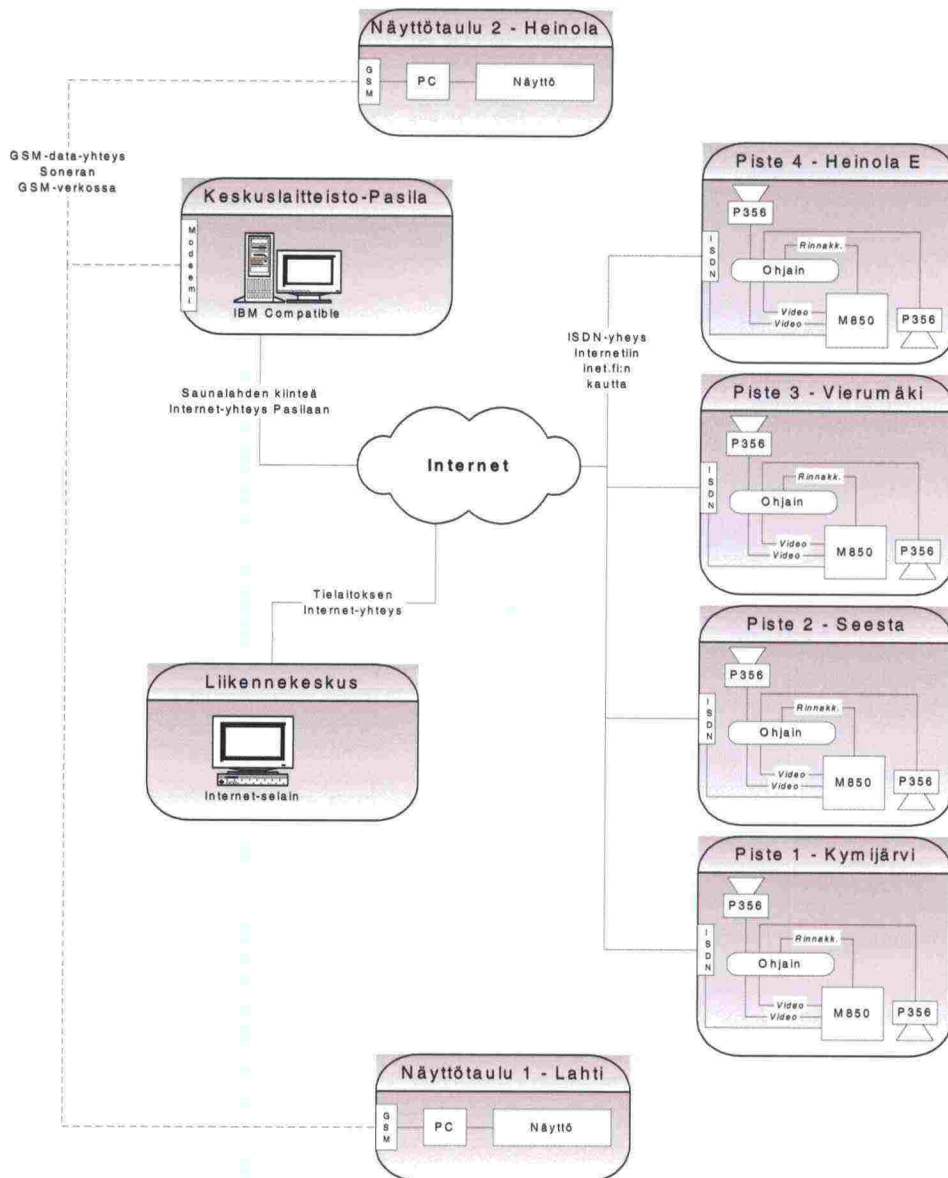 Näyttötaulu 2 - Heinola
GSM
PC
Näyttö
GSM-data-yhteys
Soneran
GSM-verkossa
Keskuslaitteisto-Pasila
Modeemi
IBM Compatible
Saunalahden kiinteä
Internet-yhteys Pasilaan
Internet
ISDN-yheys
Internetiin
inet.fi:n
kautta
Tielaitoksen
Internet-yhteys
Liikennekeskus
Internet-selain
Piste 4 - Heinola E
P356
ISDN
Rinnakk.
Ohjain
Video
Video
M850
P356
Piste 3 - Vierumäki
P356
ISDN
Rinnakk.
Ohjain
Video
Video
M850
P356
Piste 2 - Seesta
P356
ISDN
Rinnakk.
Ohjain
Video
Video
M850
P356
Piste 1 - Kymijärvi
P356
ISDN
Rinnakk.
Ohjain
Video
Video
M850
P356
Näyttötaulu 1 - Lahti
GSM
PC
Näyttö